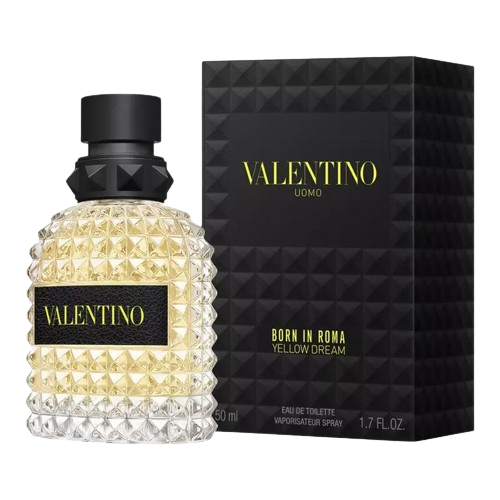 VALENTINO
VALENTINO
UOMO
BORN IN ROMA
YELLOW DREAM
50 ml
EAU DE TOILETTE
VAPORISATEUR SPRAY
1.7 FL.OZ.